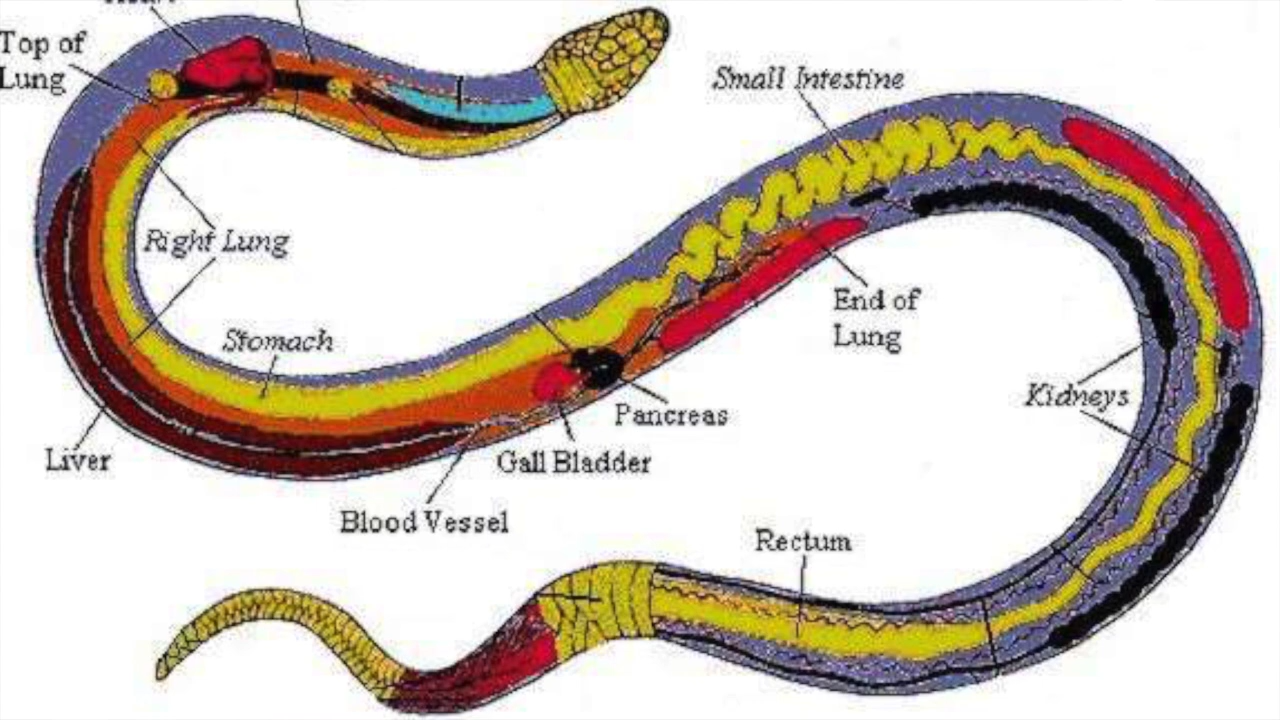 Top of
Lung
Small Intestine
Right Lung
End of
Lung
Stomach
Kidneys
Pancreas
Liver
Gall Bladder
Blood Vessel
Rectum